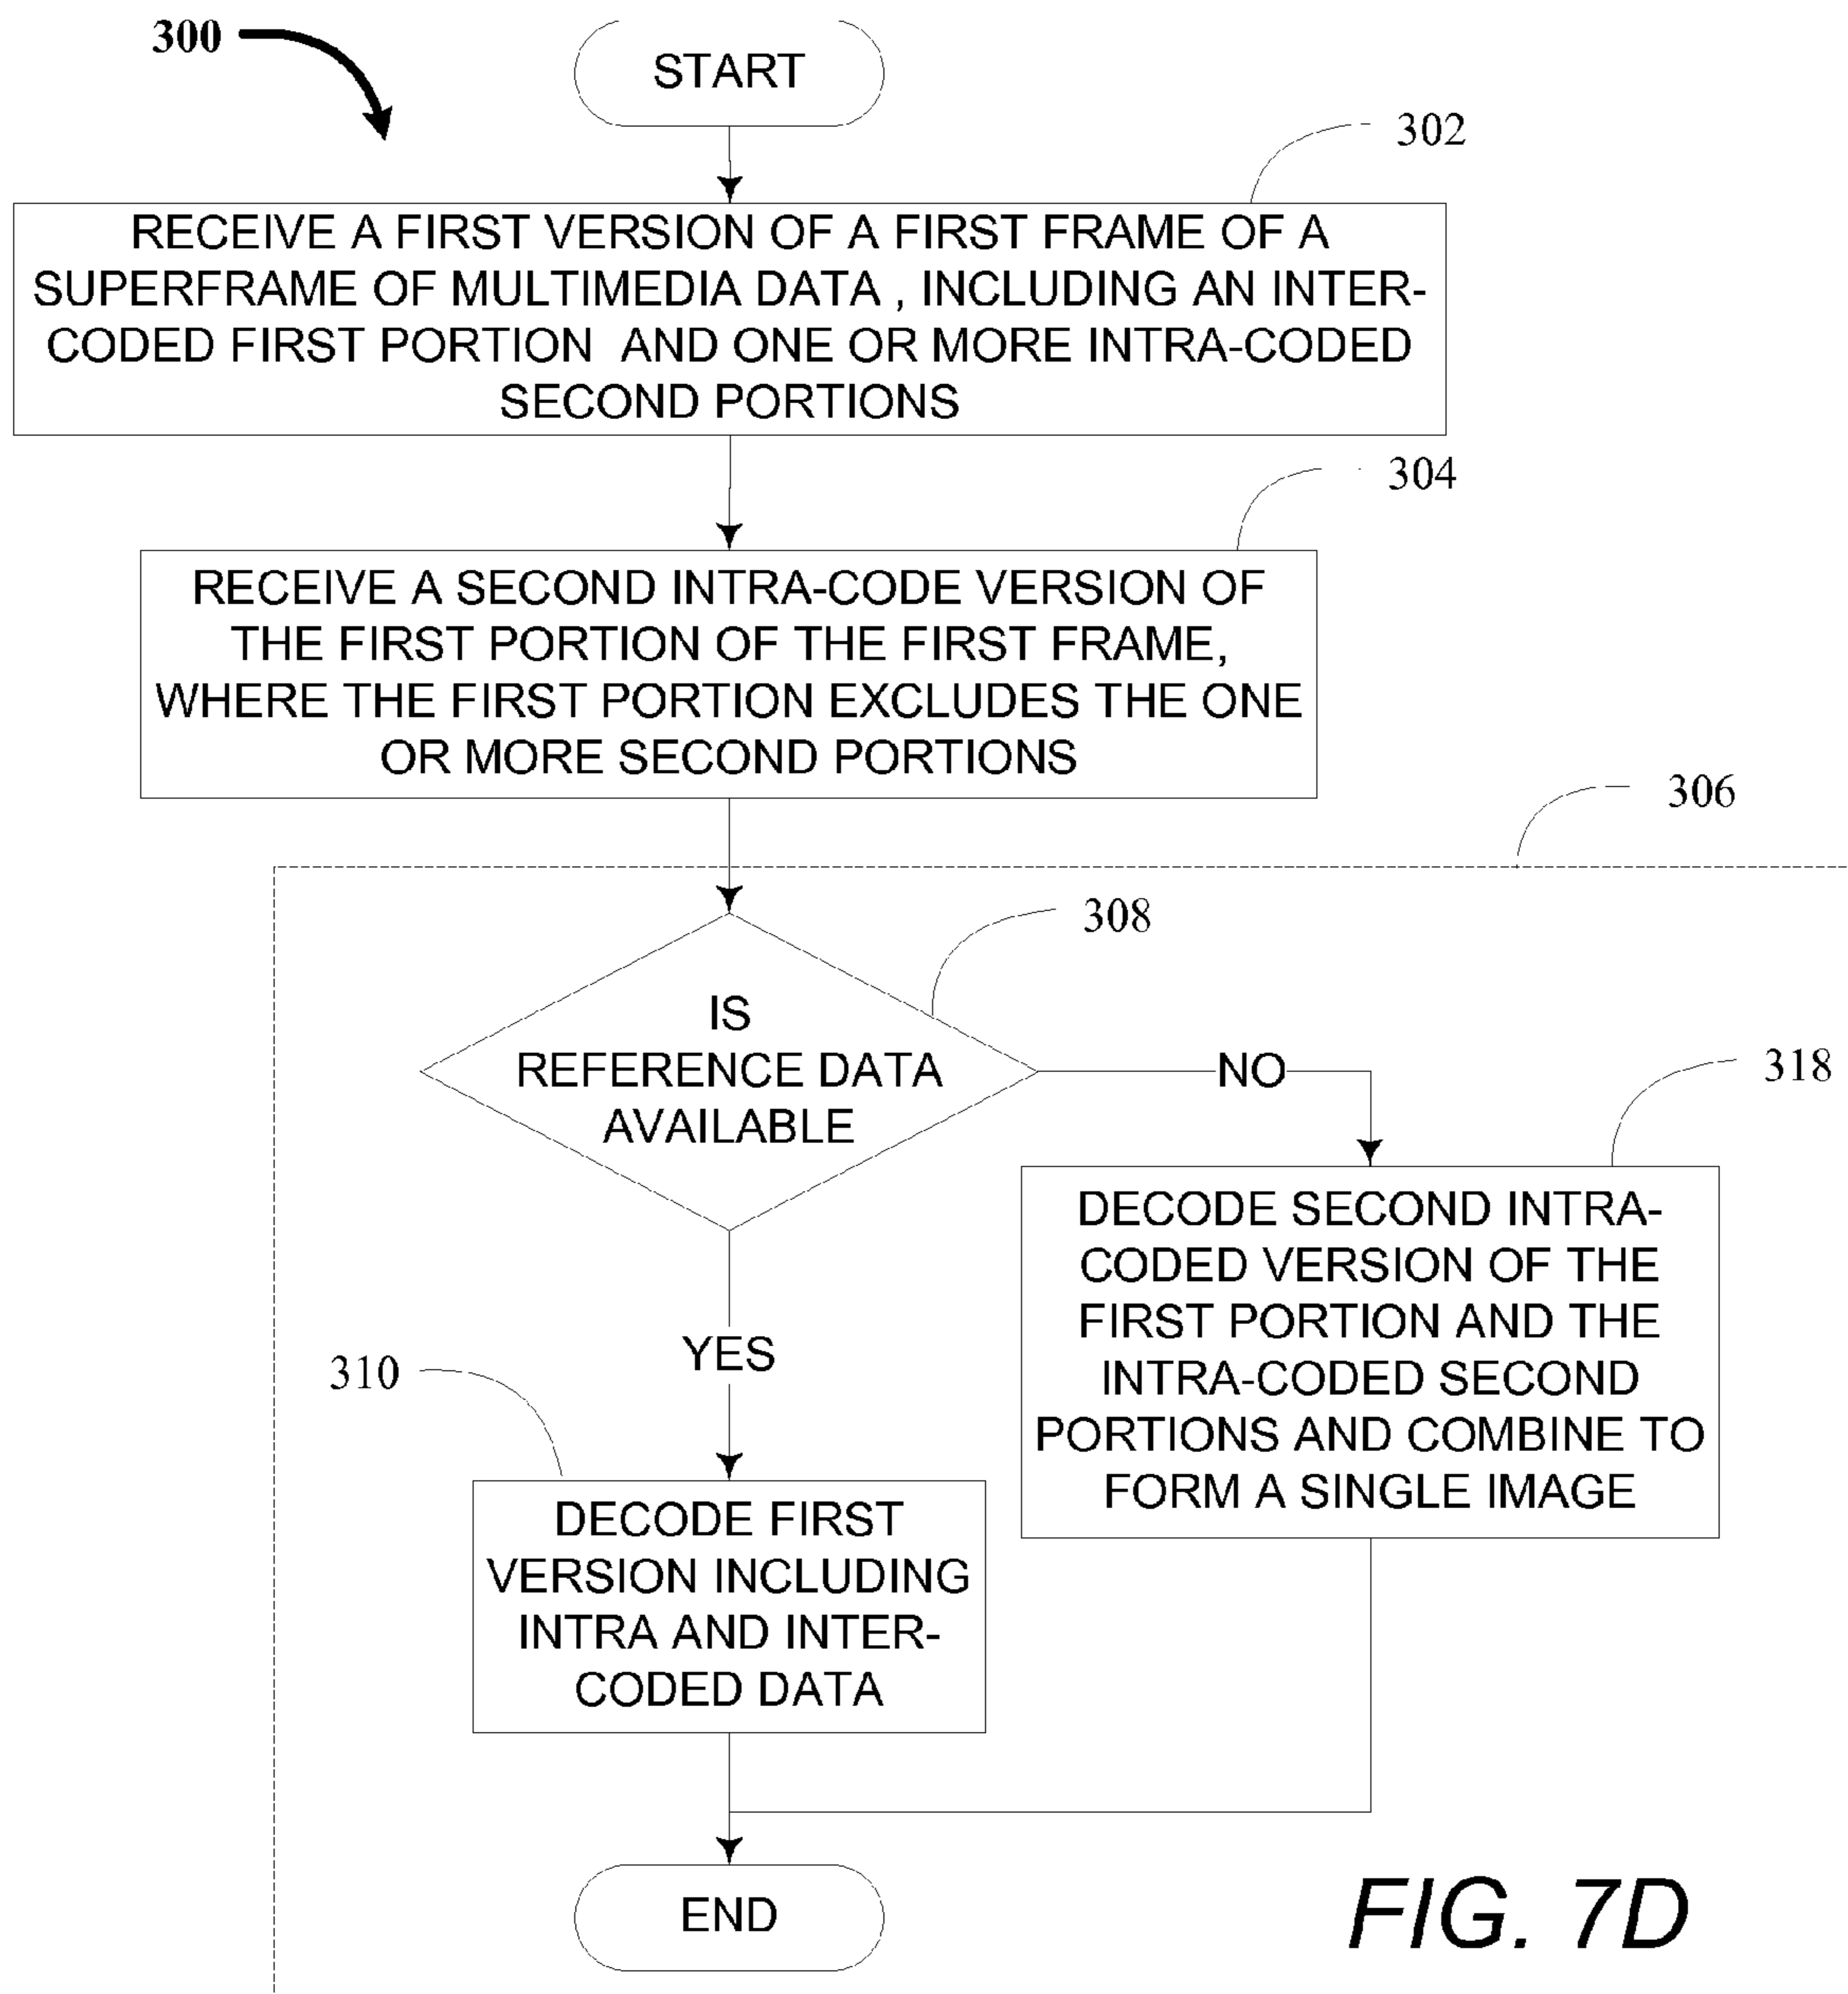 300
START
302
RECEIVE A FIRST VERSION OF A FIRST FRAME OF A
SUPERFRAME OF MULTIMEDIA DATA , INCLUDING AN INTER-
CODED FIRST PORTION AND ONE OR MORE INTRA-CODED
SECOND PORTIONS
304
RECEIVE A SECOND INTRA-CODE VERSION OF
THE FIRST PORTION OF THE FIRST FRAME,
WHERE THE FIRST PORTION EXCLUDES THE ONE
OR MORE SECOND PORTIONS
306
308
IS
REFERENCE DATA
AVAILABLE
NO
318
DECODE SECOND INTRA-
CODED VERSION OF THE
FIRST PORTION AND THE
INTRA-CODED SECOND
PORTIONS AND COMBINE TO
FORM A SINGLE IMAGE
YES
310
DECODE FIRST
VERSION INCLUDING
INTRA AND INTER-
CODED DATA
END
FIG. 7D